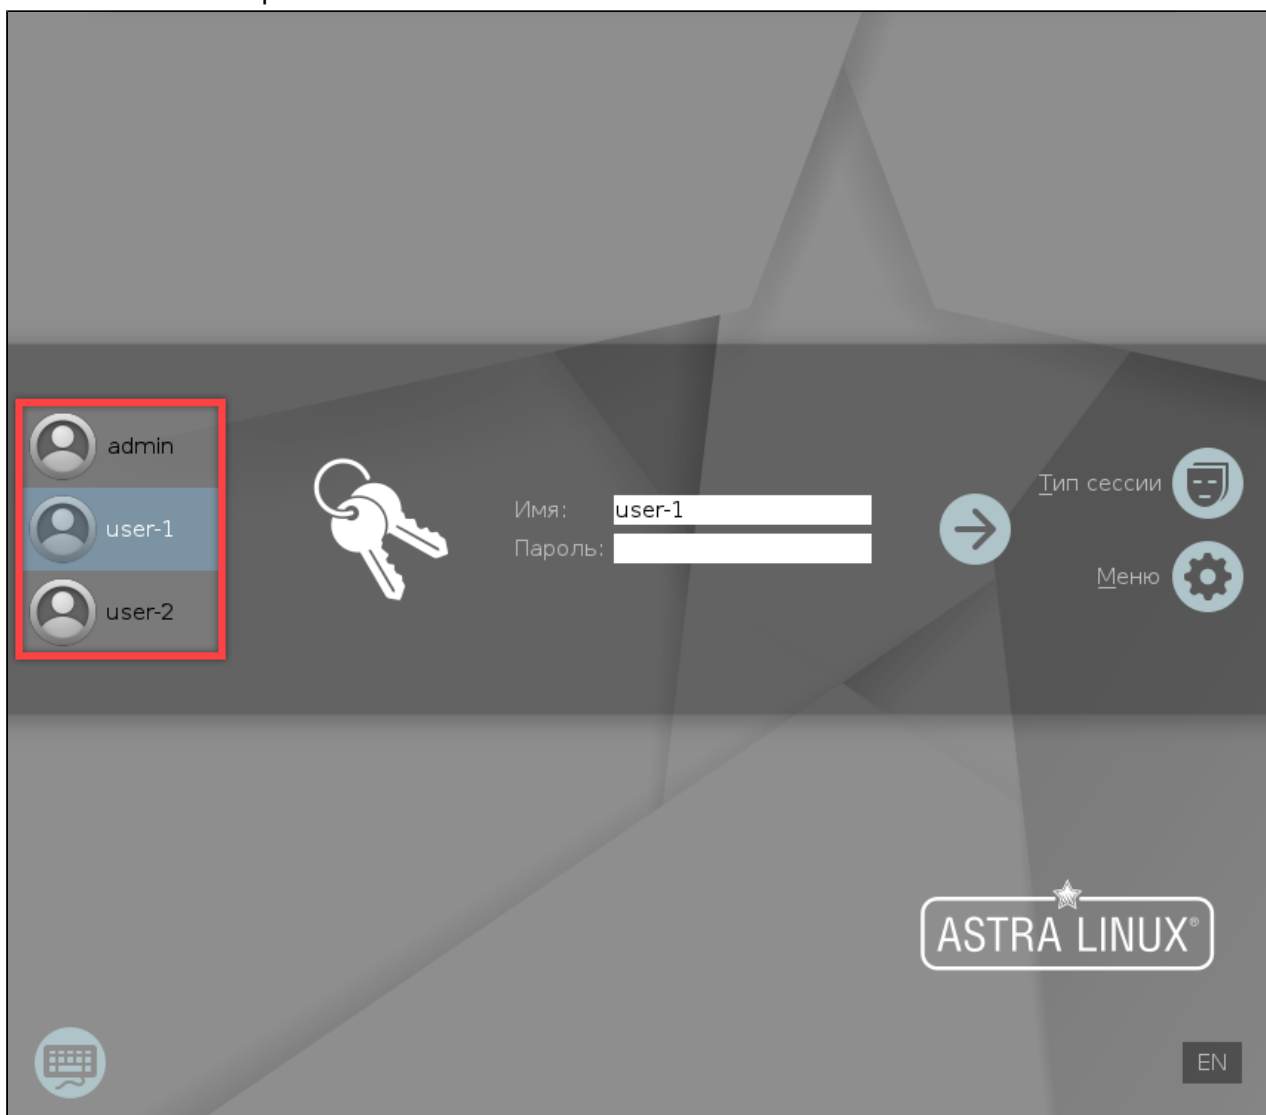 admin
user-1
user-2
Имя:
user-1
Пароль:
Тип сессии
Меню
ASTRA LINUX®
EN